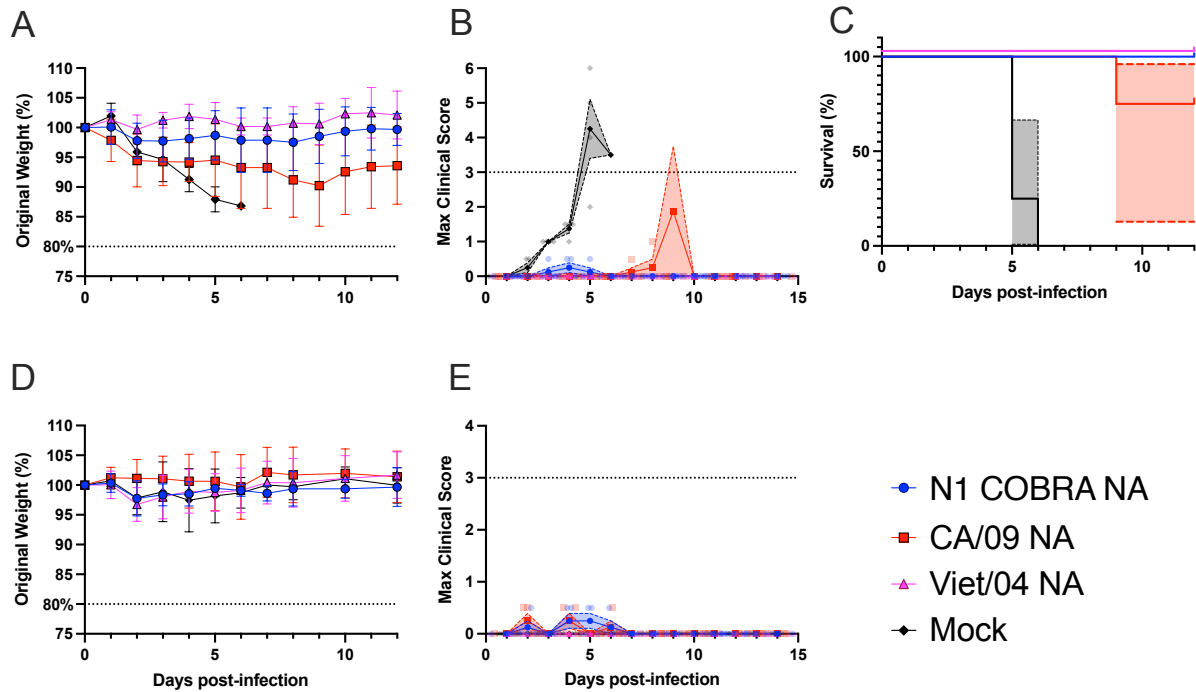 A
Original Weight (%)
110
105
100
95
90
85
80%
75
0
5
10
B
Max Clinical Score
6
5
4
3
2
1
0
0
5
10
15
Days post-infection
C
Survival (%)
100
50
0
0
5
10
Days post-infection
D
Original Weight (%)
110
105
100
95
90
85
80%
75
0
5
10
Days post-infection
E
Max Clinical Score
4
3
2
1
0
0
5
10
15
Days post-infection
N1 COBRA NA
CA/09 NA
Viet/04 NA
Mock